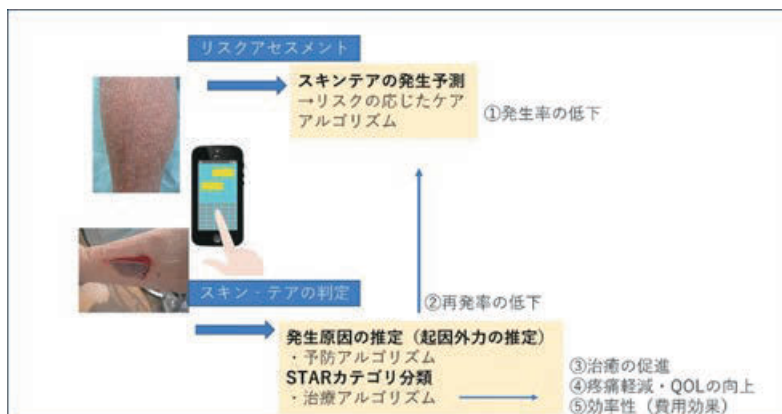 リスクアセスメント
スキンテアの発生予測
→リスクの応じたケア
アルゴリズム
①発生率の低下
スキン・テアの判定
②再発率の低下
発生原因の推定（起因外力の推定）
・予防アルゴリズム
STARカテゴリ分類
・治療アルゴリズム
③治癒の促進
④疼痛軽減・QOLの向上
⑤効率性（費用効果）